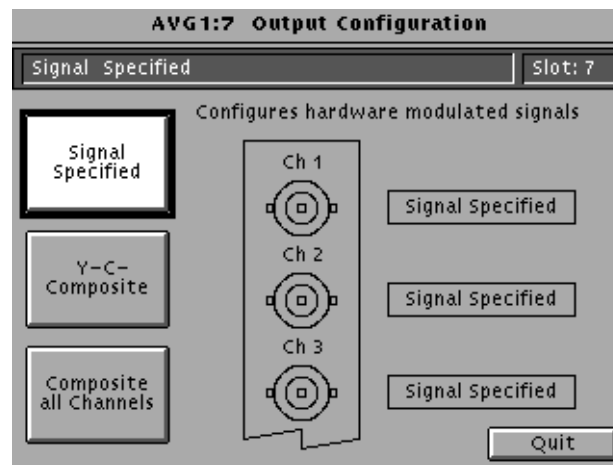 AVG1:7 Output Configuration
Signal Specified
Slot: 7
Configures hardware modulated signals
Signal
Specified
Y-C-
Composite
Composite
all Channels
Ch 1
Signal Specified
Ch 2
Signal Specified
Ch 3
Signal Specified
Quit